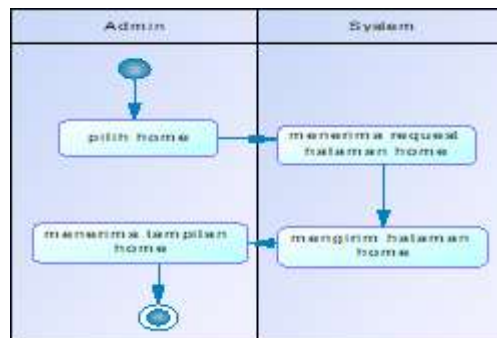 Admin
System
pilih home
menerima request
halaman home
menerima tampilan
home
mengirim halaman
home